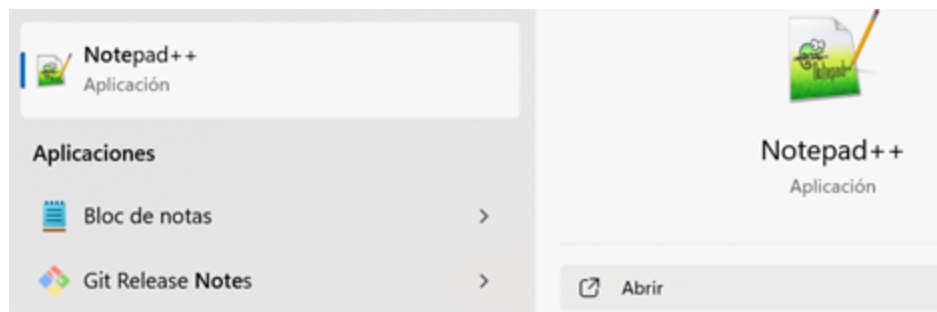 Notepad++
Aplicación
Aplicaciones
Bloc de notas
Git Release Notes
Notepad++
Aplicación
Abrir